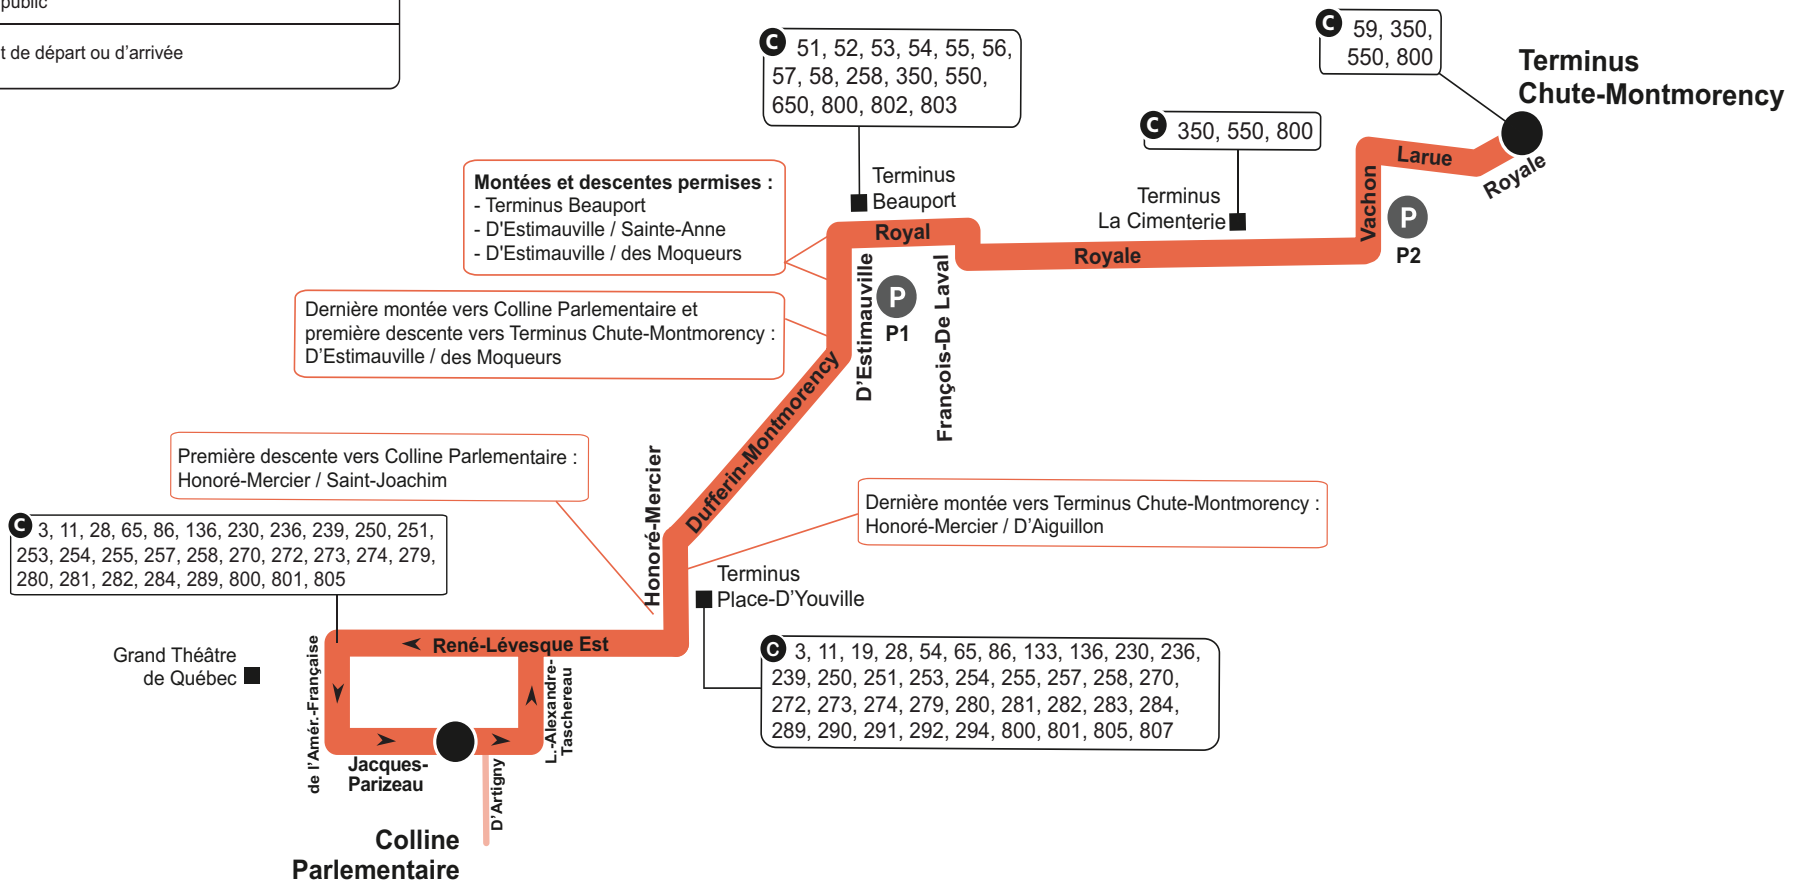 public
t de départ ou d'arrivée
C 51, 52, 53, 54, 55, 56,
57, 58, 258, 350, 550,
650, 800, 802, 803
C 59, 350,
550, 800
Terminus
Chute-Montmorency
C 350, 550, 800
Larue
Royale
Vachon
P
P2
Terminus
La Cimenterie
Terminus
Beauport
Royal
Royale
Montées et descentes permises :
- Terminus Beauport
- D'Estimauville / Sainte-Anne
- D'Estimauville / des Moqueurs
D'Estimauville
P
P1
François-De Laval
Dernière montée vers Colline Parlementaire et
première descente vers Terminus Chute-Montmorency :
D'Estimauville / des Moqueurs
Dufferin-Montmorency
Honoré-Mercier
Première descente vers Colline Parlementaire :
Honoré-Mercier / Saint-Joachim
Dernière montée vers Terminus Chute-Montmorency :
Honoré-Mercier / D'Aiguillon
C 3, 11, 28, 65, 86, 136, 230, 236, 239, 250, 251,
253, 254, 255, 257, 258, 270, 272, 273, 274, 279,
280, 281, 282, 284, 289, 800, 801, 805
Terminus
Place-D'Youville
C 3, 11, 19, 28, 54, 65, 86, 133, 136, 230, 236,
239, 250, 251, 253, 254, 255, 257, 258, 270,
272, 273, 274, 279, 280, 281, 282, 283, 284,
289, 290, 291, 292, 294, 800, 801, 805, 807
René-Lévesque Est
Grand Théâtre
de Québec
de l'Amér.-Française
L.-Alexandre-
Taschereau
Jacques-
Parizeau
D'Artigny
Colline
Parlementaire